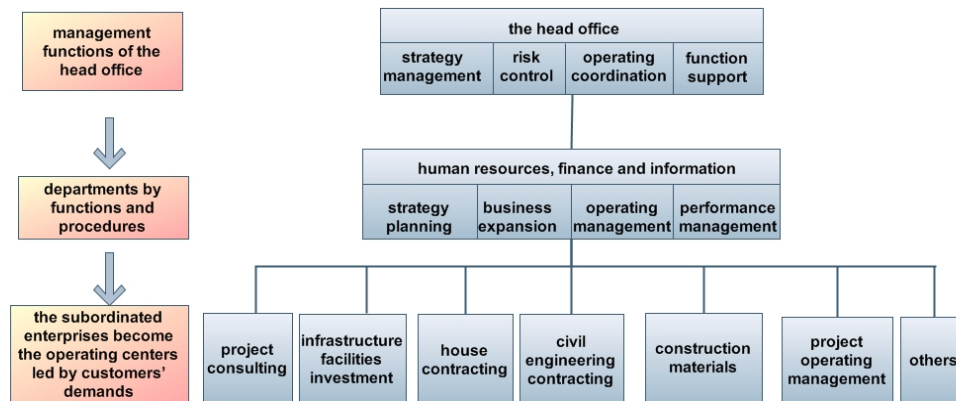 management
functions of the
head office
the head office
strategy
management
risk
control
operating
coordination
function
support
departments by
functions and
procedures
human resources, finance and information
strategy
planning
business
expansion
operating
management
performance
management
the subordinated
enterprises become
the operating centers
led by customers’
demands
project
consulting
infrastructure
facilities
investment
house
contracting
civil
engineering
contracting
construction
materials
project
operating
management
others